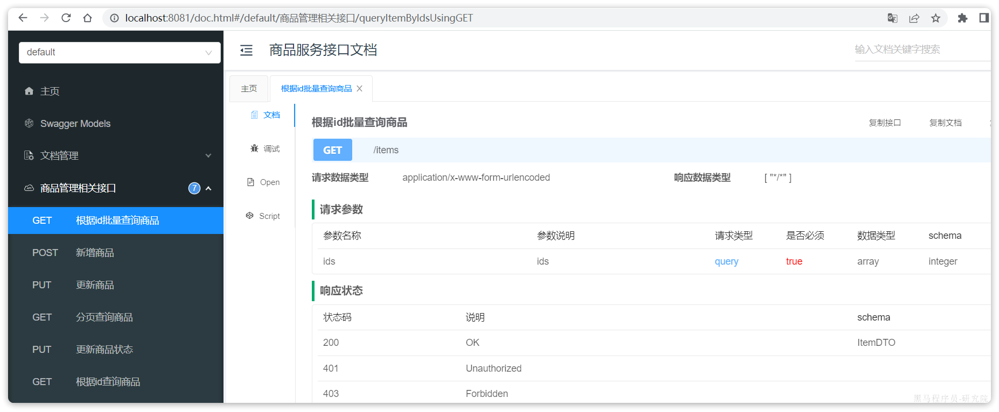 localhost:8081/doc.html#/default/商品管理相关接口/queryItemByIdsUsingGET
default
主页
Swagger Models
文档管理
商品管理相关接口 7
GET 根据id批量查询商品
POST 新增商品
PUT 更新商品
GET 分页查询商品
PUT 更新商品状态
GET 根据id查询商品
商品服务接口文档
输入文档关键字搜索
主页 根据id批量查询商品
文档
调试
Open
Script
根据id批量查询商品 复制接口 复制文档
GET /items
请求数据类型 application/x-www-form-urlencoded 响应数据类型 [ "*/*" ]
请求参数
参数名称 参数说明 请求类型 是否必须 数据类型 schema
ids ids query true array integer
响应状态
状态码 说明 schema
200 OK ItemDTO
401 Unauthorized
403 Forbidden
黑马程序员-研究院